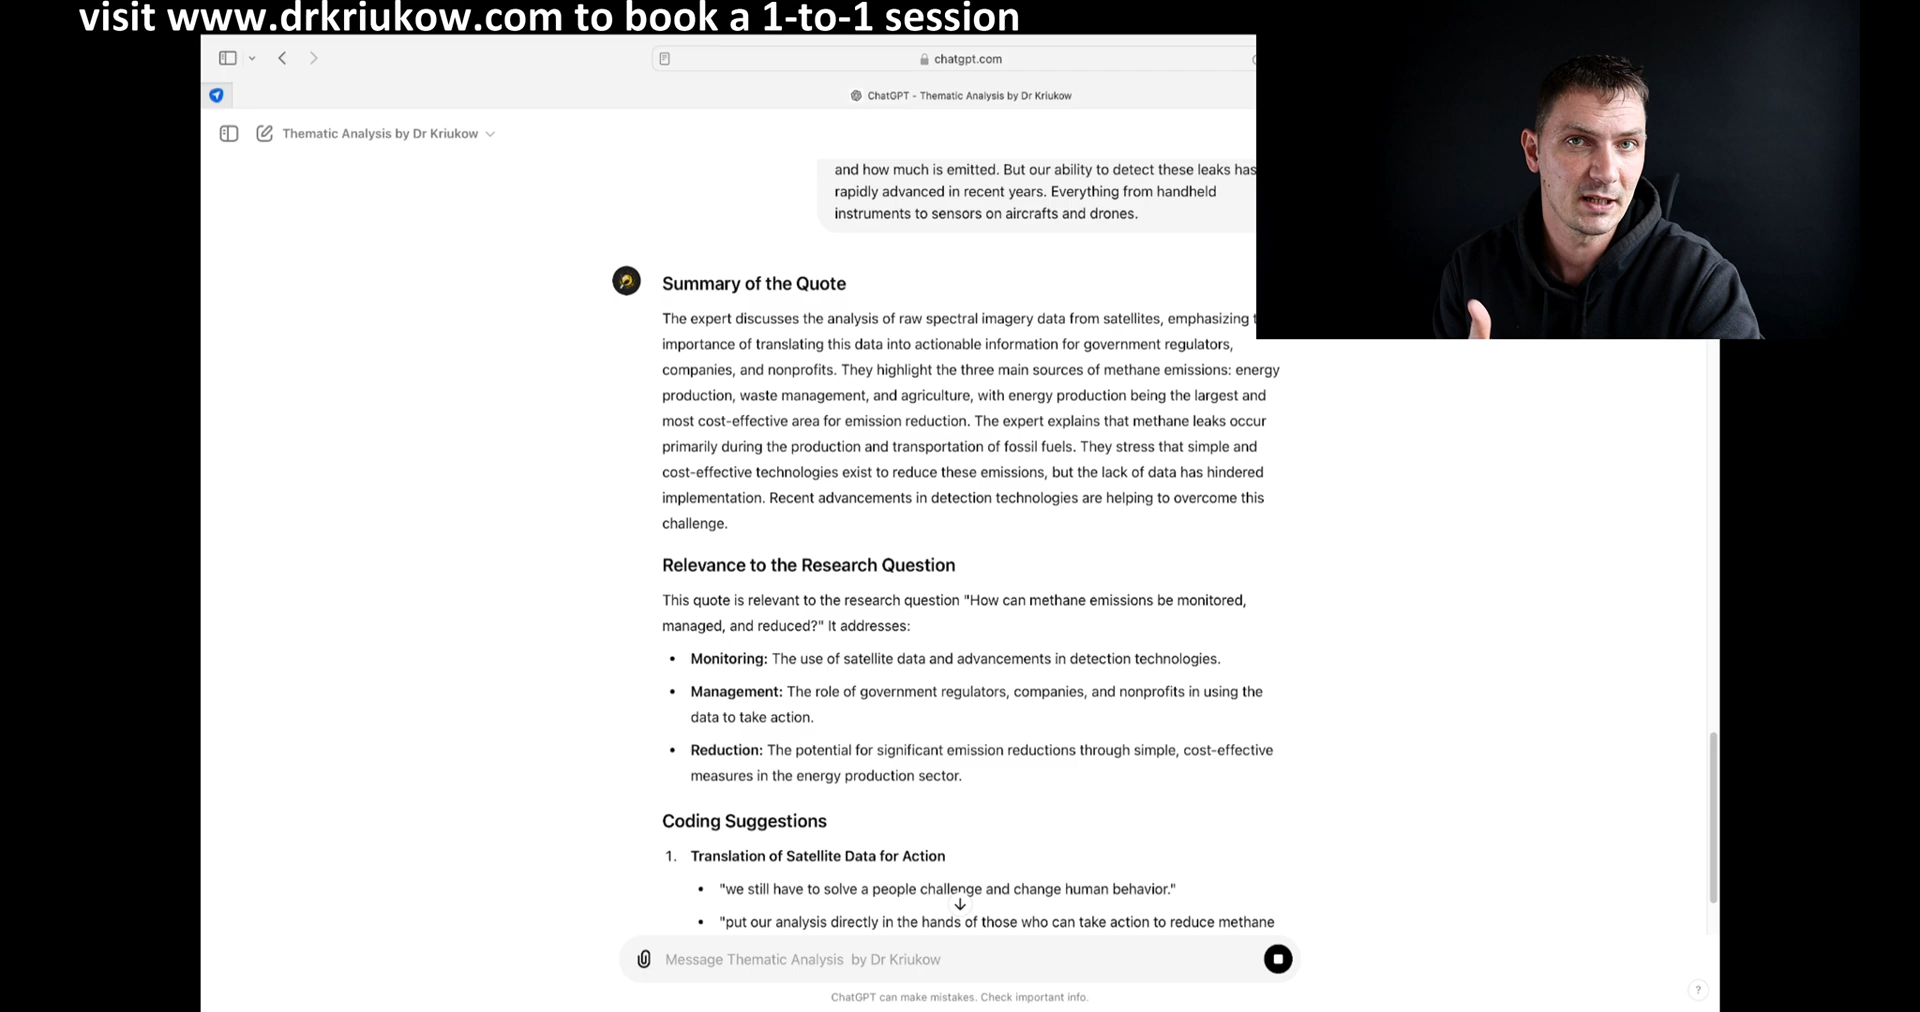 visit www.drkriukow.com to book a 1-to-1 session
chatgpt.com
ChatGPT - Thematic Analysis by Dr Kriukow
Thematic Analysis by Dr Kriukow
and how much is emitted. But our ability to detect these leaks has
rapidly advanced in recent years. Everything from handheld
instruments to sensors on aircrafts and drones.
Summary of the Quote
The expert discusses the analysis of raw spectral imagery data from satellites, emphasizing
importance of translating this data into actionable information for government regulators,
companies, and nonprofits. They highlight the three main sources of methane emissions: energy
production, waste management, and agriculture, with energy production being the largest and
most cost-effective area for emission reduction. The expert explains that methane leaks occur
primarily during the production and transportation of fossil fuels. They stress that simple and
cost-effective technologies exist to reduce these emissions, but the lack of data has hindered
implementation. Recent advancements in detection technologies are helping to overcome this
challenge.
Relevance to the Research Question
This quote is relevant to the research question "How can methane emissions be monitored,
managed, and reduced?" It addresses:
• Monitoring: The use of satellite data and advancements in detection technologies.
• Management: The role of government regulators, companies, and nonprofits in using the
data to take action.
• Reduction: The potential for significant emission reductions through simple, cost-effective
measures in the energy production sector.
Coding Suggestions
1. Translation of Satellite Data for Action
• "we still have to solve a people challenge and change human behavior."
• "put our analysis directly in the hands of those who can take action to reduce methane
Message Thematic Analysis by Dr Kriukow
ChatGPT can make mistakes. Check important info.
?